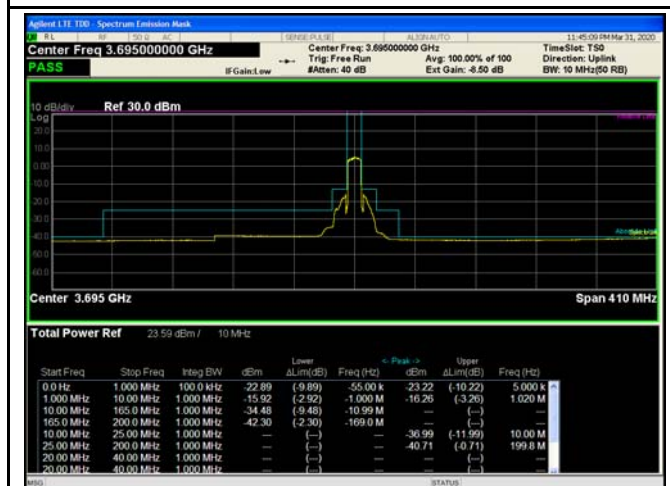 Agilent LTE TDD - Spectrum Emission Mask
RL RF 50 Ω AC SENSE:PULSE ALIGNAUTO 11:45:09 PM Mar 31, 2020
Center Freq 3.695000000 GHz Center Freq: 3.695000000 GHz TimeSlot: TS0
Trig: Free Run Avg: 100.00% of 100 Direction: Uplink
PASS IFGain:Low #Atten: 40 dB Ext Gain: -8.50 dB BW: 10 MHz(50 RB)
10 dB/div Ref 30.0 dBm
Log
20.0
10.0
0.00
10.0
20.0
30.0
40.0
50.0
60.0
Center 3.695 GHz Span 410 MHz
Total Power Ref 23.59 dBm / 10 MHz
Lower <- Peak -> Upper
Start Freq Stop Freq Integ BW dBm ΔLim(dB) Freq (Hz) dBm ΔLim(dB) Freq (Hz)
0.0 Hz 1.000 MHz 100.0 kHz -22.89 (-9.89) -55.00 k -23.22 (-10.22) 5.000 k
1.000 MHz 10.00 MHz 1.000 MHz -15.92 (-2.92) -1.000 M -16.26 (-3.26) 1.020 M
10.00 MHz 165.0 MHz 1.000 MHz -34.48 (-9.48) -10.99 M --- (---) ---
165.0 MHz 200.0 MHz 1.000 MHz -42.30 (-2.30) -169.0 M --- (---) ---
10.00 MHz 25.00 MHz 1.000 MHz --- (---) --- -36.99 (-11.99) 10.00 M
25.00 MHz 200.0 MHz 1.000 MHz --- (---) --- -40.71 (-0.71) 199.8 M
20.00 MHz 40.00 MHz 1.000 MHz --- (---) --- --- (---) ---
20.00 MHz 40.00 MHz 1.000 MHz --- (---) --- --- (---) ---
MSG STATUS